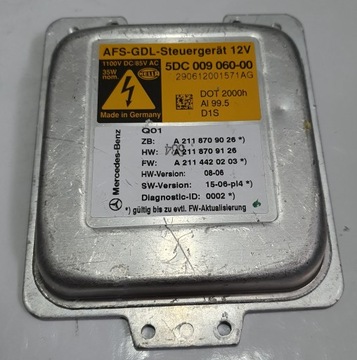 AFS-GDL-Steuergerät 12V
1100V DC/85V AC
35W
nom.
HELLA
Made in Germany
5DC 009 060-00
290612001571AG
DOT 2000h
Al 99.5
D1S
Mercedes-Benz
Q01
ZB: A 211 870 90 26 *)
HW: A 211 870 91 26
FW: A 211 442 02 03 *)
HW-Version: 08-06
SW-Version: 15-06-pl4 *)
Diagnostic-ID: 0002 *)
*) gültig bis zu evtl. FW-Aktualisierung